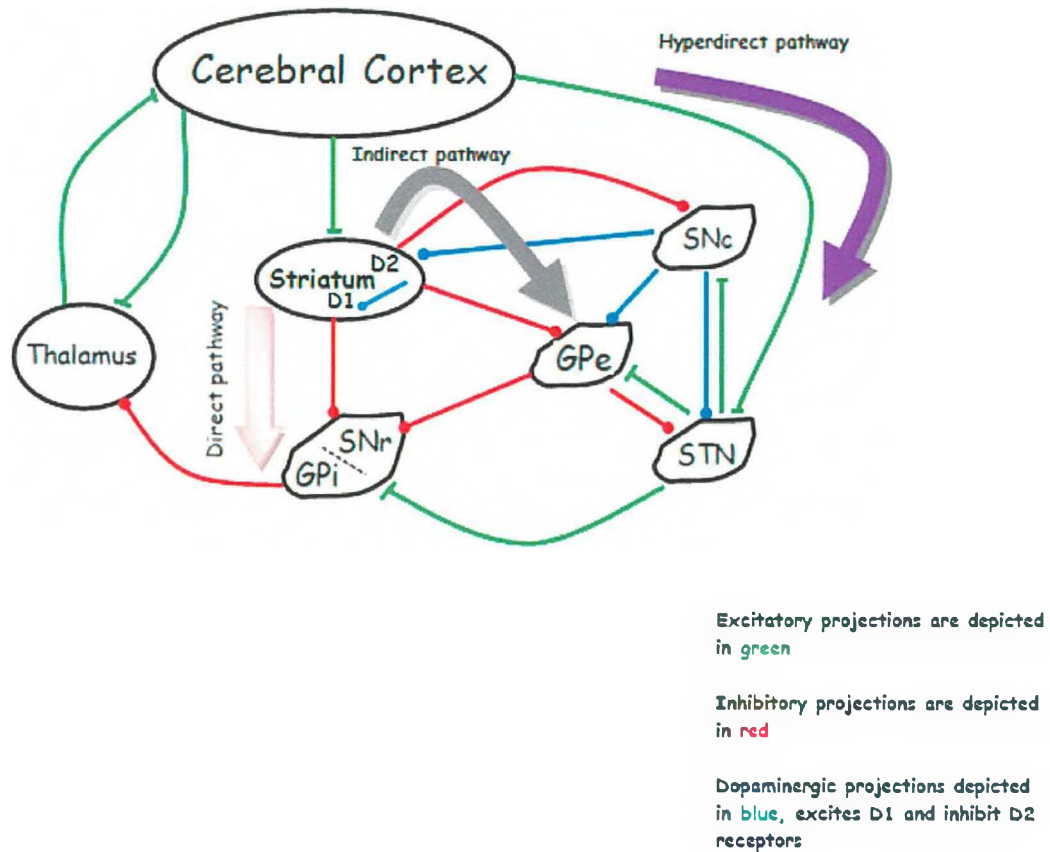 Cerebral Cortex
Hyperdirect pathway
Indirect pathway
SNc
D2
Striatum
D1
Thalamus
GPe
Direct pathway
SNr
GPi
STN
Excitatory projections are depicted
in green
Inhibitory projections are depicted
in red
Dopaminergic projections depicted
in blue, excites D1 and inhibit D2
receptors